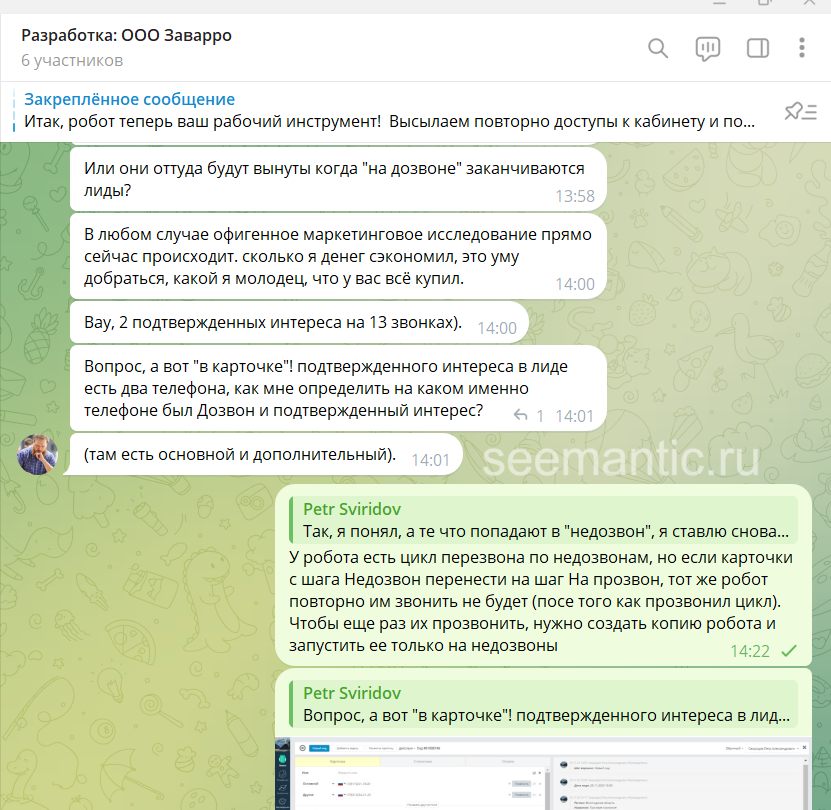 Разработка: ООО Заварро
6 участников
Закреплённое сообщение
Итак, робот теперь ваш рабочий инструмент! Высылаем повторно доступы к кабинету и по...
Или они оттуда будут вынуты когда "на дозвоне" заканчиваются
лиды?
13:58
В любом случае офигенное маркетинговое исследование прямо
сейчас происходит. сколько я денег сэкономил, это уму
добраться, какой я молодец, что у вас всё купил.
14:00
Вау, 2 подтвержденных интереса на 13 звонках).
14:00
Вопрос, а вот "в карточке"! подтвержденного интереса в лиде
есть два телефона, как мне определить на каком именно
телефоне был Дозвон и подтвержденный интерес?
1 14:01
(там есть основной и дополнительный).
14:01
seemantic.ru
Petr Sviridov
Так, я понял, а те что попадают в "недозвон", я ставлю снова...
У робота есть цикл перезвона по недозвонам, но если карточки
с шага Недозвон перенести на шаг На прозвон, тот же робот
повторно им звонить не будет (посе того как прозвонил цикл).
Чтобы еще раз их прозвонить, нужно создать копию робота и
запустить ее только на недозвоны
14:22
Petr Sviridov
Вопрос, а вот "в карточке"! подтвержденного интереса в лид...